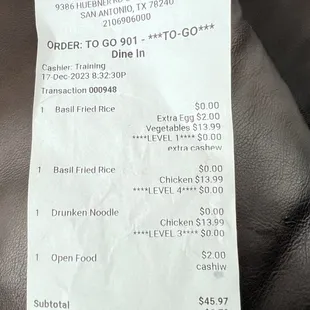 9386 HUEBNER
SAN ANTONIO, TX 78240
2106906000
ORDER: TO GO 901 - ***TO-GO***
Dine In
Cashier: Training
17-Dec-2023 8:32:30P
Transaction 000948
1 Basil Fried Rice $0.00
Extra Egg $2.00
Vegetables $13.99
****LEVEL 1**** $0.00
extra cashew
1 Basil Fried Rice $0.00
Chicken $13.99
****LEVEL 4**** $0.00
1 Drunken Noodle $0.00
Chicken $13.99
****LEVEL 3**** $0.00
1 Open Food $2.00
cashiw
Subtotal $45.97